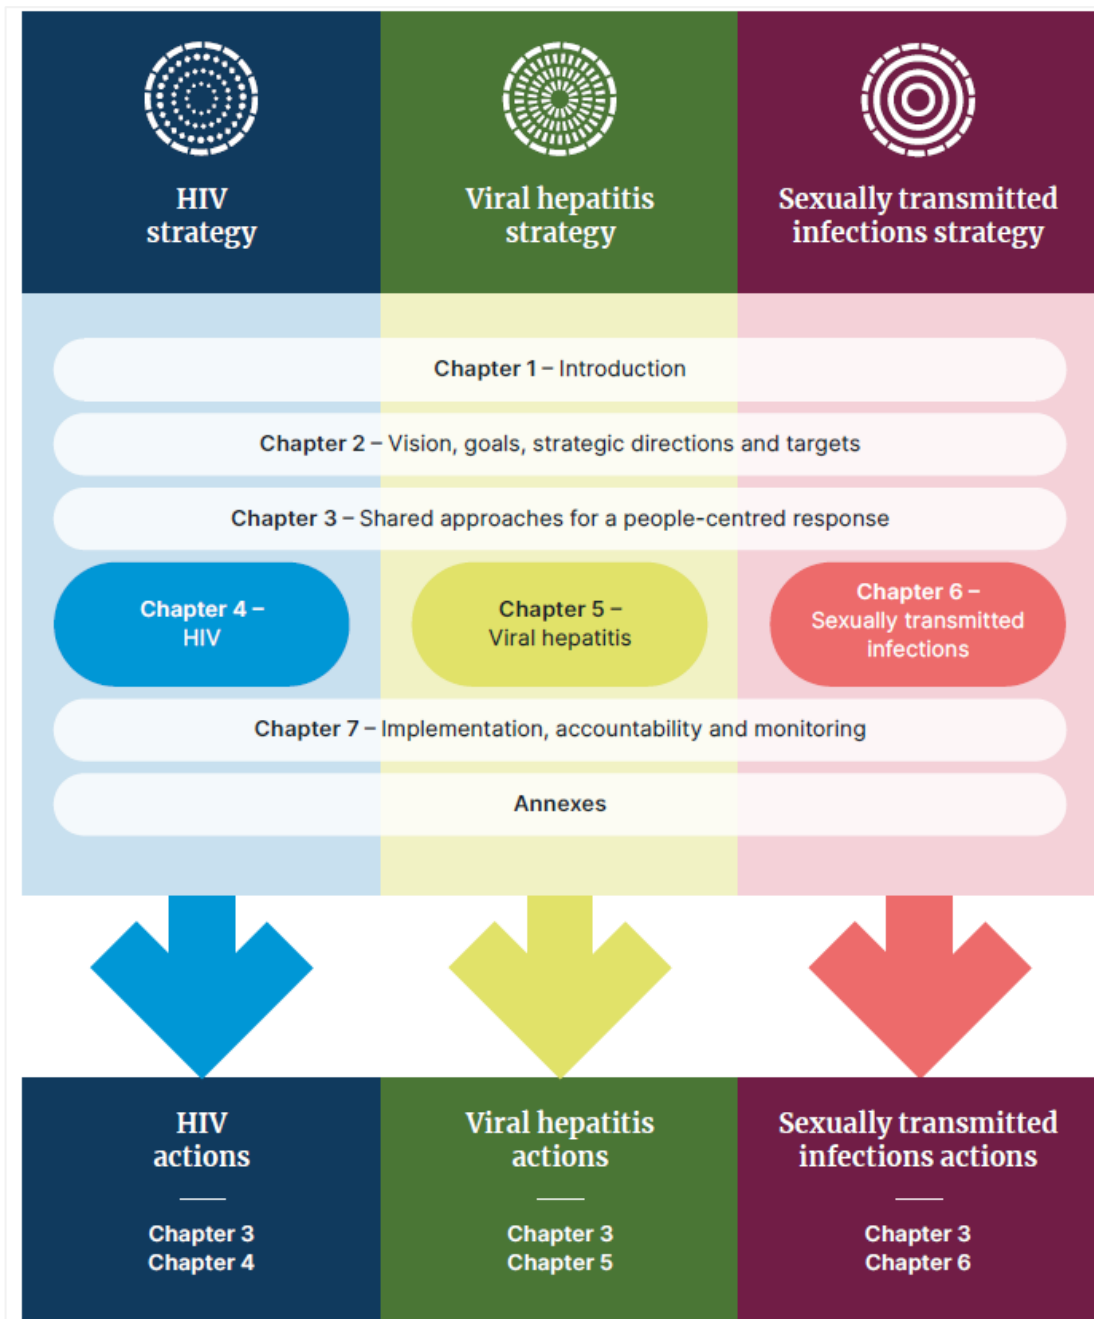 HIV
strategy
Viral hepatitis
strategy
Sexually transmitted
infections strategy
Chapter 1 – Introduction
Chapter 2 – Vision, goals, strategic directions and targets
Chapter 3 – Shared approaches for a people-centred response
Chapter 4 –
HIV
Chapter 5 –
Viral hepatitis
Chapter 6 –
Sexually transmitted
infections
Chapter 7 – Implementation, accountability and monitoring
Annexes
HIV
actions
Chapter 3
Chapter 4
Viral hepatitis
actions
Chapter 3
Chapter 5
Sexually transmitted
infections actions
Chapter 3
Chapter 6